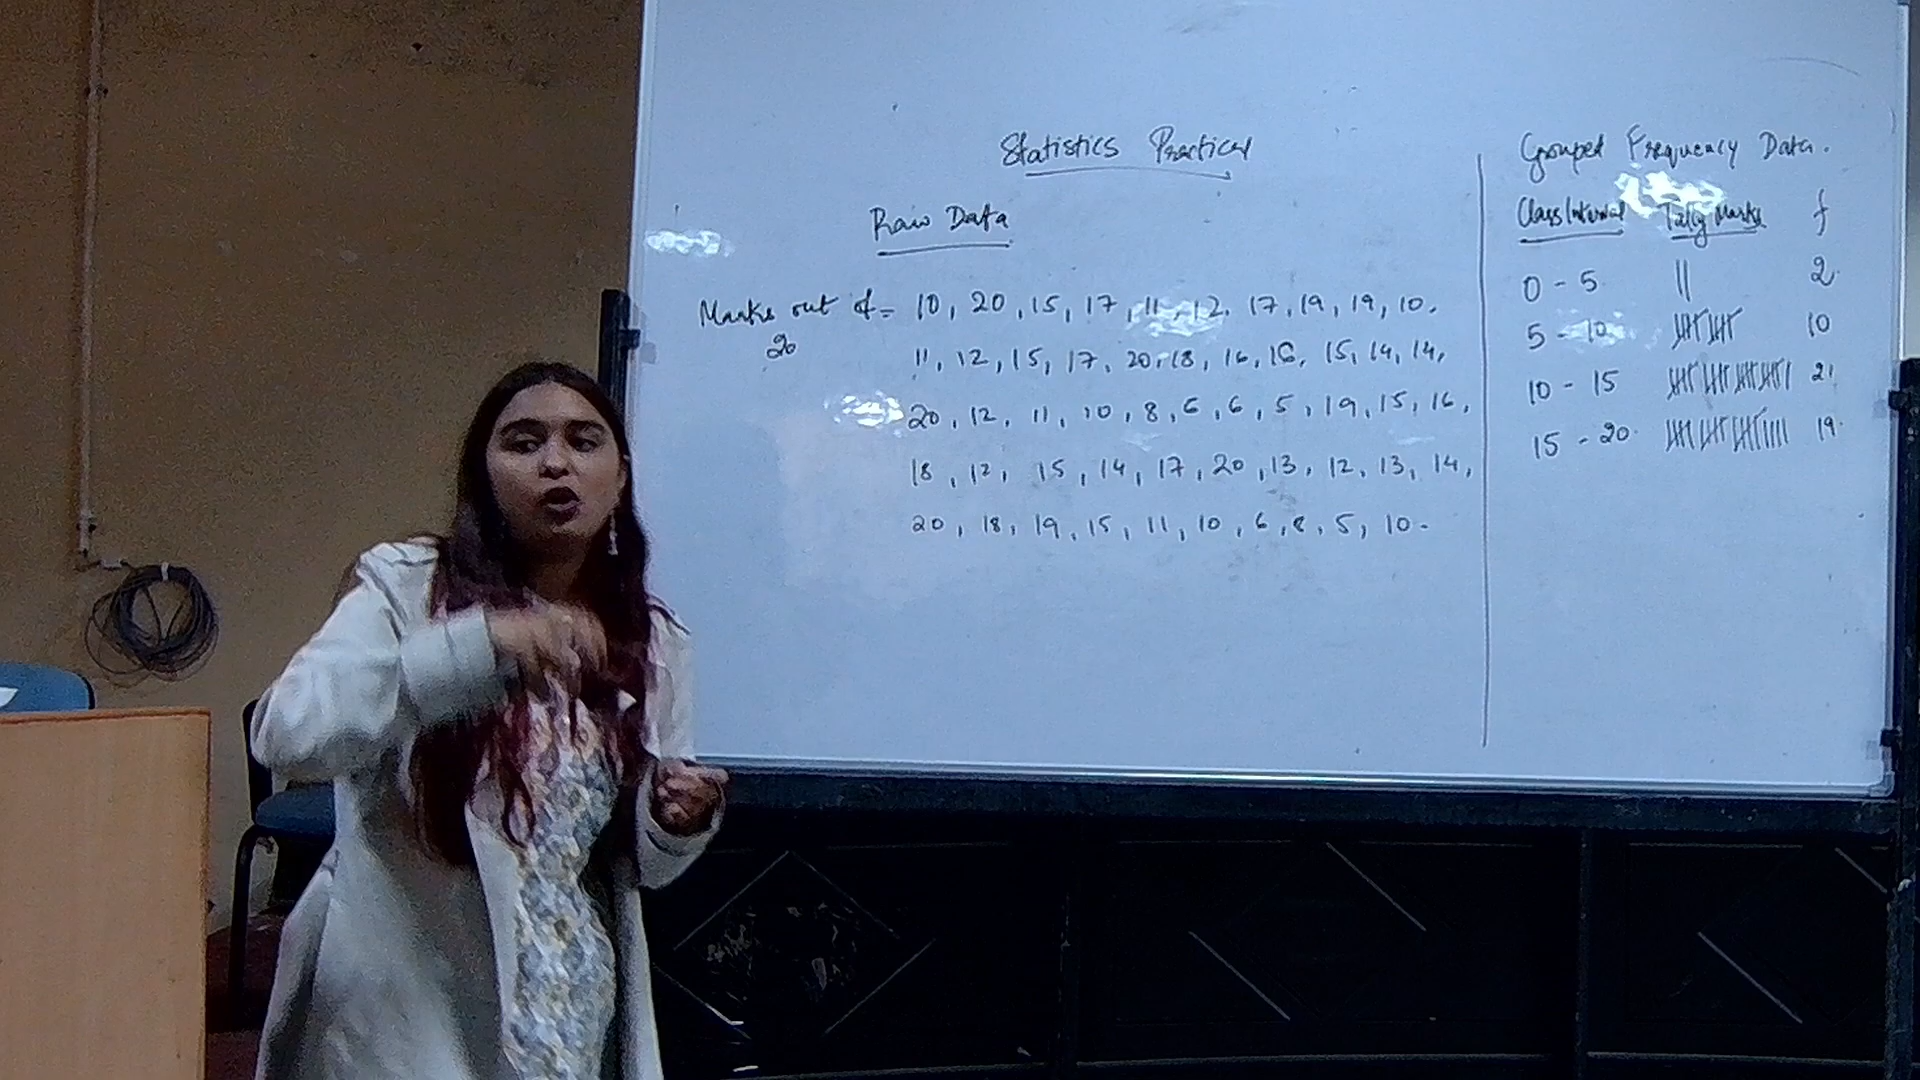 Statistics Practical
Raw Data
Marks out of = 10, 20, 15, 17, 11, 12, 17, 19, 19, 10,
20
11, 12, 15, 17, 20, 18, 16, 16, 15, 14, 14,
20, 12, 11, 10, 8, 6, 6, 5, 19, 15, 16,
18, 12, 15, 14, 17, 20, 13, 12, 13, 14,
20, 18, 19, 15, 11, 10, 6, 8, 5, 10.
Grouped Frequency Data.
Class Interval Tally Marks f
0 - 5 || 2
5 - 10 10
10 - 15 21
15 - 20 19